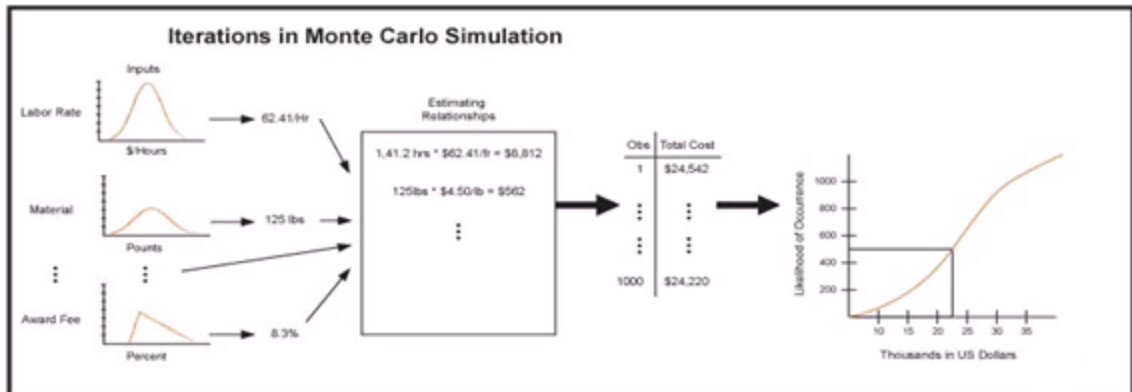 Iterations in Monte Carlo Simulation
Inputs
Labor Rate
62.41/Hr
$/Hours
Material
125 lbs
Pounts
Award Fee
8.3%
Percent
Estimating
Relationships
1,41.2 hrs * $62.41/fr = $8,812
125lbs * $4.50/lb = $562
Obs Total Cost
1 $24,542
1000 $24,220
Likelihood of Occurrence
1000
800
600
400
200
10 15 20 25 30 35
Thousands in US Dollars